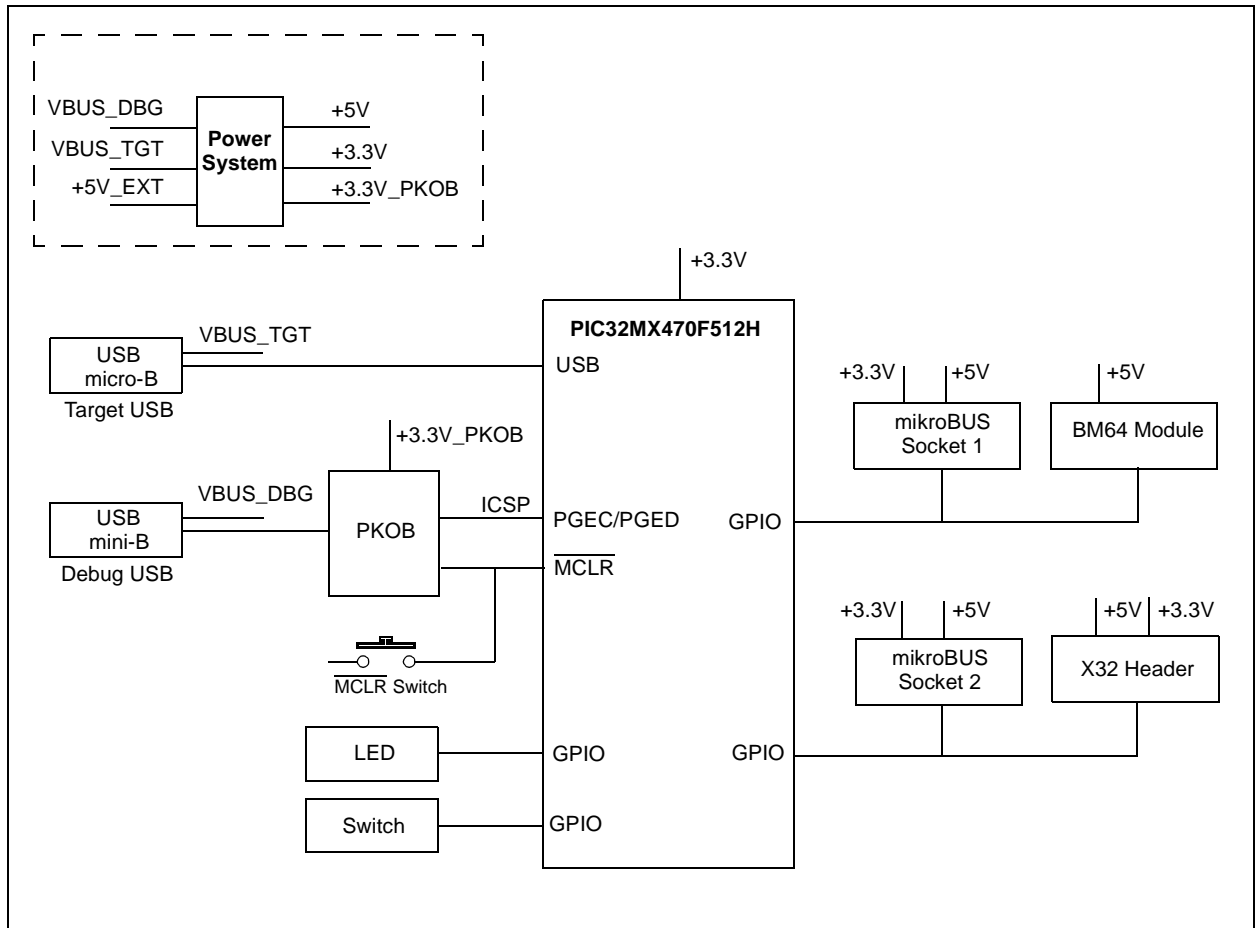 VBUS_DBG
VBUS_TGT
+5V_EXT
Power
System
+5V
+3.3V
+3.3V_PKOB
+3.3V
PIC32MX470F512H
USB
micro-B
Target USB
VBUS_TGT
USB
+3.3V_PKOB
USB
mini-B
Debug USB
VBUS_DBG
PKOB
ICSP
PGEC/PGED
MCLR
MCLR Switch
LED
GPIO
Switch
GPIO
GPIO
+3.3V
+5V
mikroBUS
Socket 1
+5V
BM64 Module
GPIO
+3.3V
+5V
mikroBUS
Socket 2
+5V
+3.3V
X32 Header